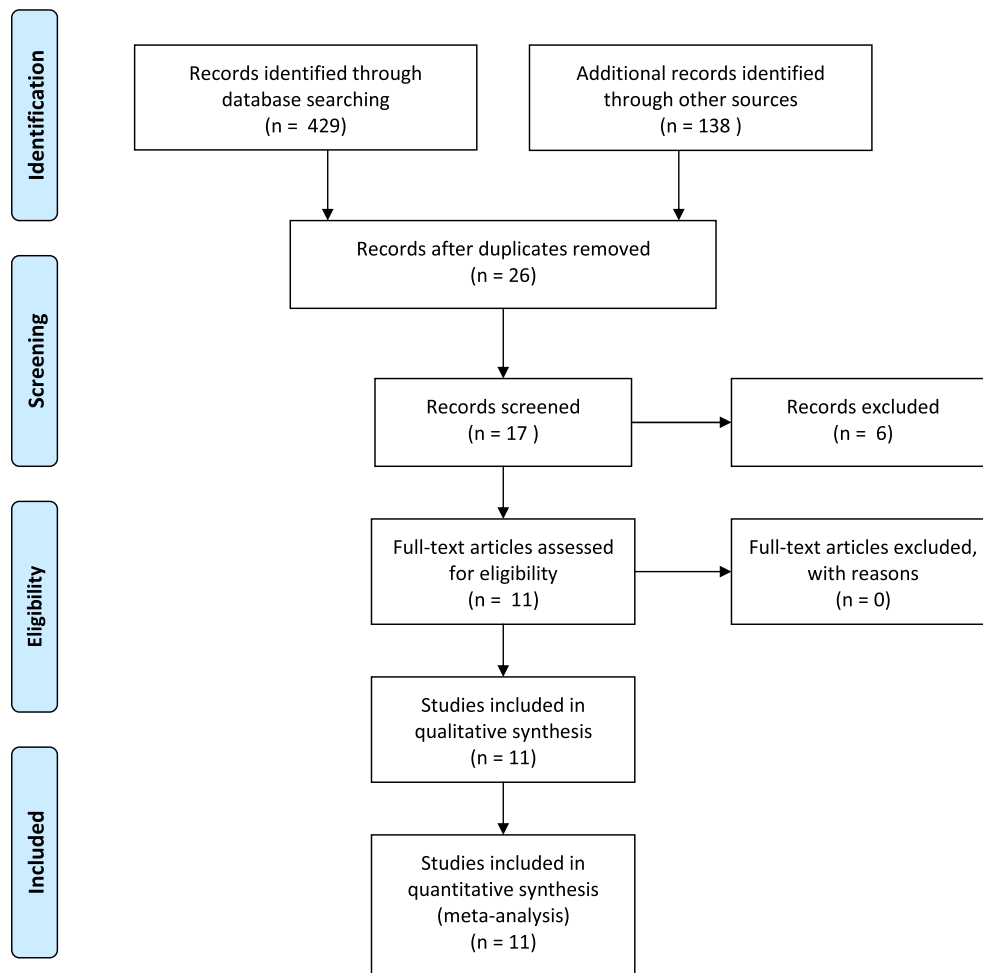 Identification
Records identified through
database searching
(n = 429)
Additional records identified
through other sources
(n = 138 )
Records after duplicates removed
(n = 26)
Screening
Records screened
(n = 17 )
Records excluded
(n = 6)
Eligibility
Full-text articles assessed
for eligibility
(n = 11)
Full-text articles excluded,
with reasons
(n = 0)
Studies included in
qualitative synthesis
(n = 11)
Included
Studies included in
quantitative synthesis
(meta-analysis)
(n = 11)